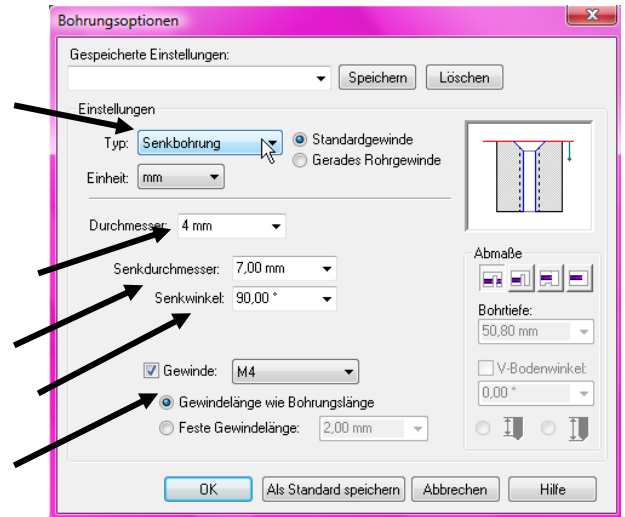 Bohrungsoptionen
Gespeicherte Einstellungen:
Speichern Löschen
Einstellungen
Typ: Senkbohrung
Standardgewinde
Gerades Rohrgewinde
Einheit: mm
Durchmesser: 4 mm
Senkdurchmesser: 7,00 mm
Senkwinkel: 90,00 °
Gewinde: M4
Gewindelänge wie Bohrungslänge
Feste Gewindelänge: 2,00 mm
Abmaße
Bohrtiefe:
50,80 mm
V-Bodenwinkel:
0,00 °
OK Als Standard speichern Abbrechen Hilfe